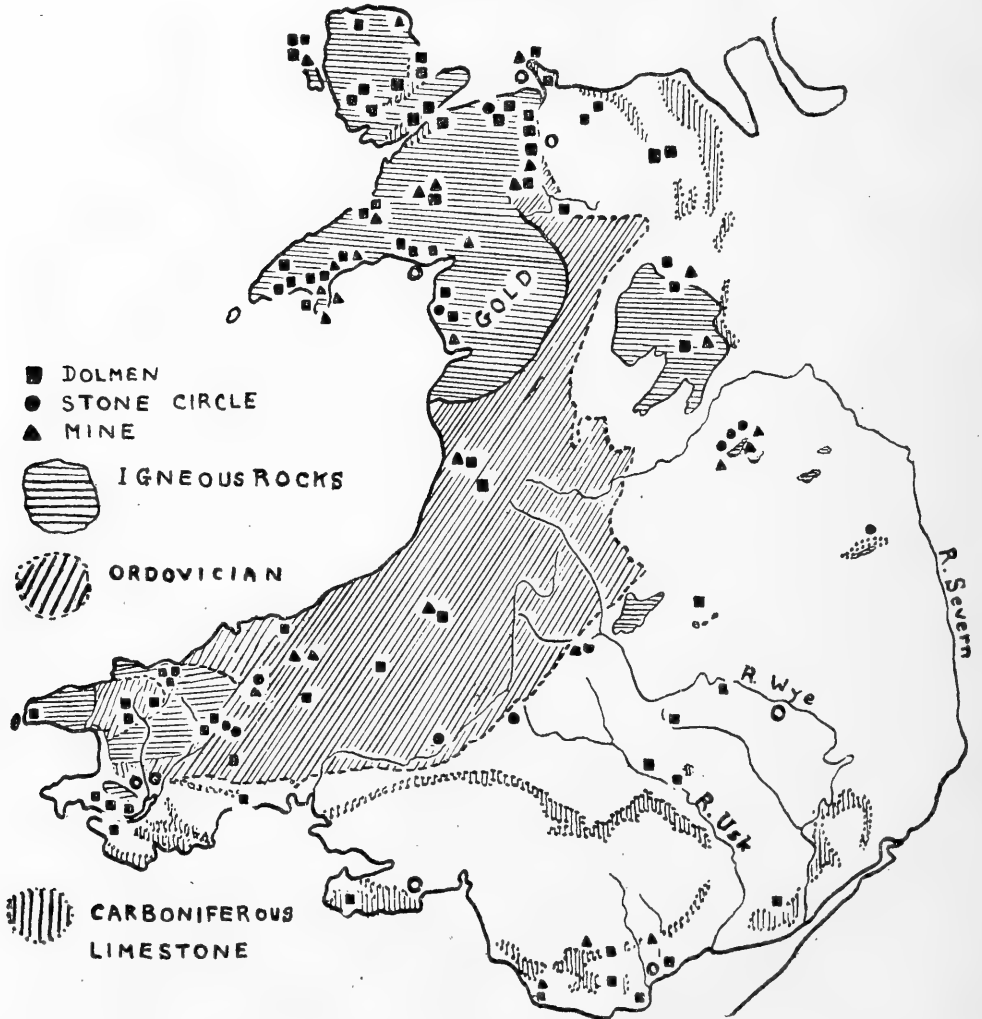 GOLD
DOLMEN
STONE CIRCLE
MINE
IGNEOUS ROCKS
ORDOVICIAN
R. Severn
R. Wye
R. Usk
CARBONIFEROUS
LIMESTONE